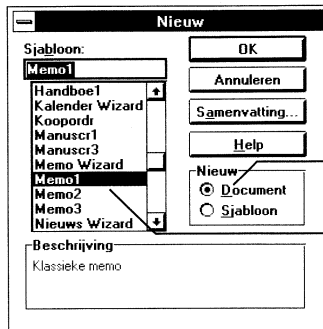 Nieuw
Sjabloon:
Memo1
Handboe1
Kalender Wizard
Koopordr
Manuscr1
Manuscr3
Memo Wizard
Memo1
Memo2
Memo3
Nieuws Wizard
OK
Annuleren
Samenvatting...
Help
Nieuw
Document
Sjabloon
Beschrijving
Klassieke memo